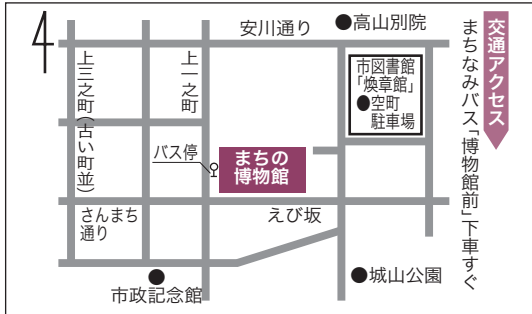 交通アクセス
まちなみバス「博物館前」下車すぐ
安川通り
●高山別院
上三之町(古い町並)
上一之町
市図書館
「煥章館」
●空町
駐車場
バス停
まちの
博物館
さんまち
通り
えび坂
市政記念館
●城山公園